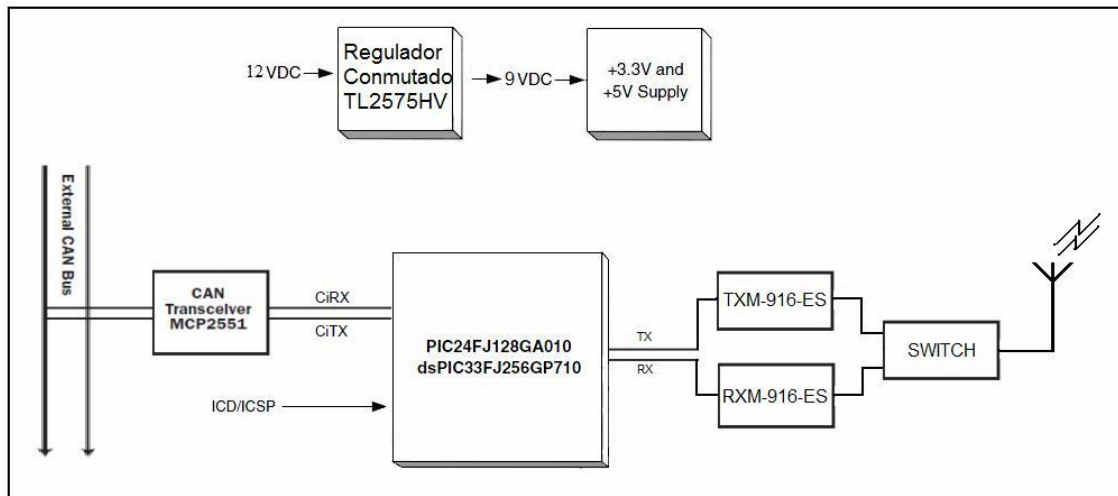 12 VDC
Regulador
Conmutado
TL2575HV
9 VDC
+3.3V and
+5V Supply
External CAN Bus
CAN
Transceiver
MCP2551
CiRX
CiTX
ICD/ICSP
PIC24FJ128GA010
dsPIC33FJ256GP710
TX
RX
TXM-916-ES
RXM-916-ES
SWITCH